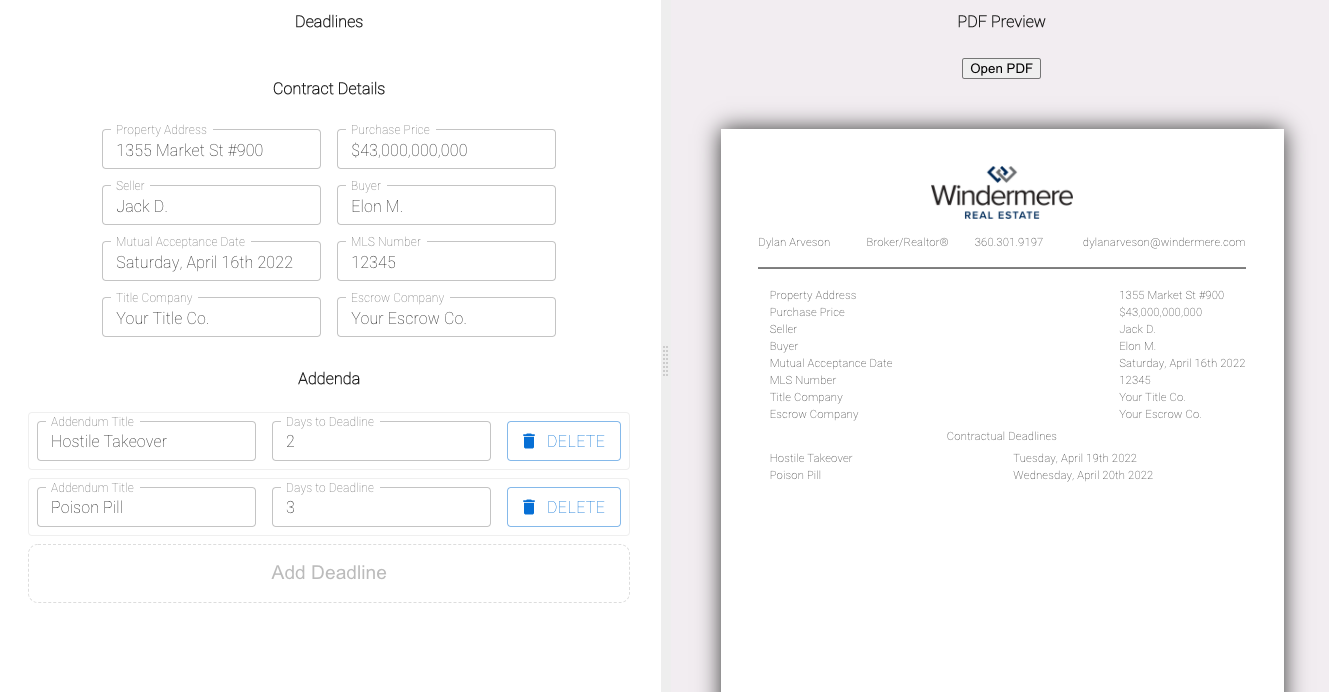 Deadlines
Contract Details
Property Address
1355 Market St #900
Purchase Price
$43,000,000,000
Seller
Jack D.
Buyer
Elon M.
Mutual Acceptance Date
Saturday, April 16th 2022
MLS Number
12345
Title Company
Your Title Co.
Escrow Company
Your Escrow Co.
Addenda
Addendum Title
Hostile Takeover
Days to Deadline
2
DELETE
Addendum Title
Poison Pill
Days to Deadline
3
DELETE
Add Deadline
PDF Preview
Open PDF
Windermere
REAL ESTATE
Dylan Arveson Broker/Realtor® 360.301.9197 dylanarveson@windermere.com
Property Address 1355 Market St #900
Purchase Price $43,000,000,000
Seller Jack D.
Buyer Elon M.
Mutual Acceptance Date Saturday, April 16th 2022
MLS Number 12345
Title Company Your Title Co.
Escrow Company Your Escrow Co.
Contractual Deadlines
Hostile Takeover Tuesday, April 19th 2022
Poison Pill Wednesday, April 20th 2022